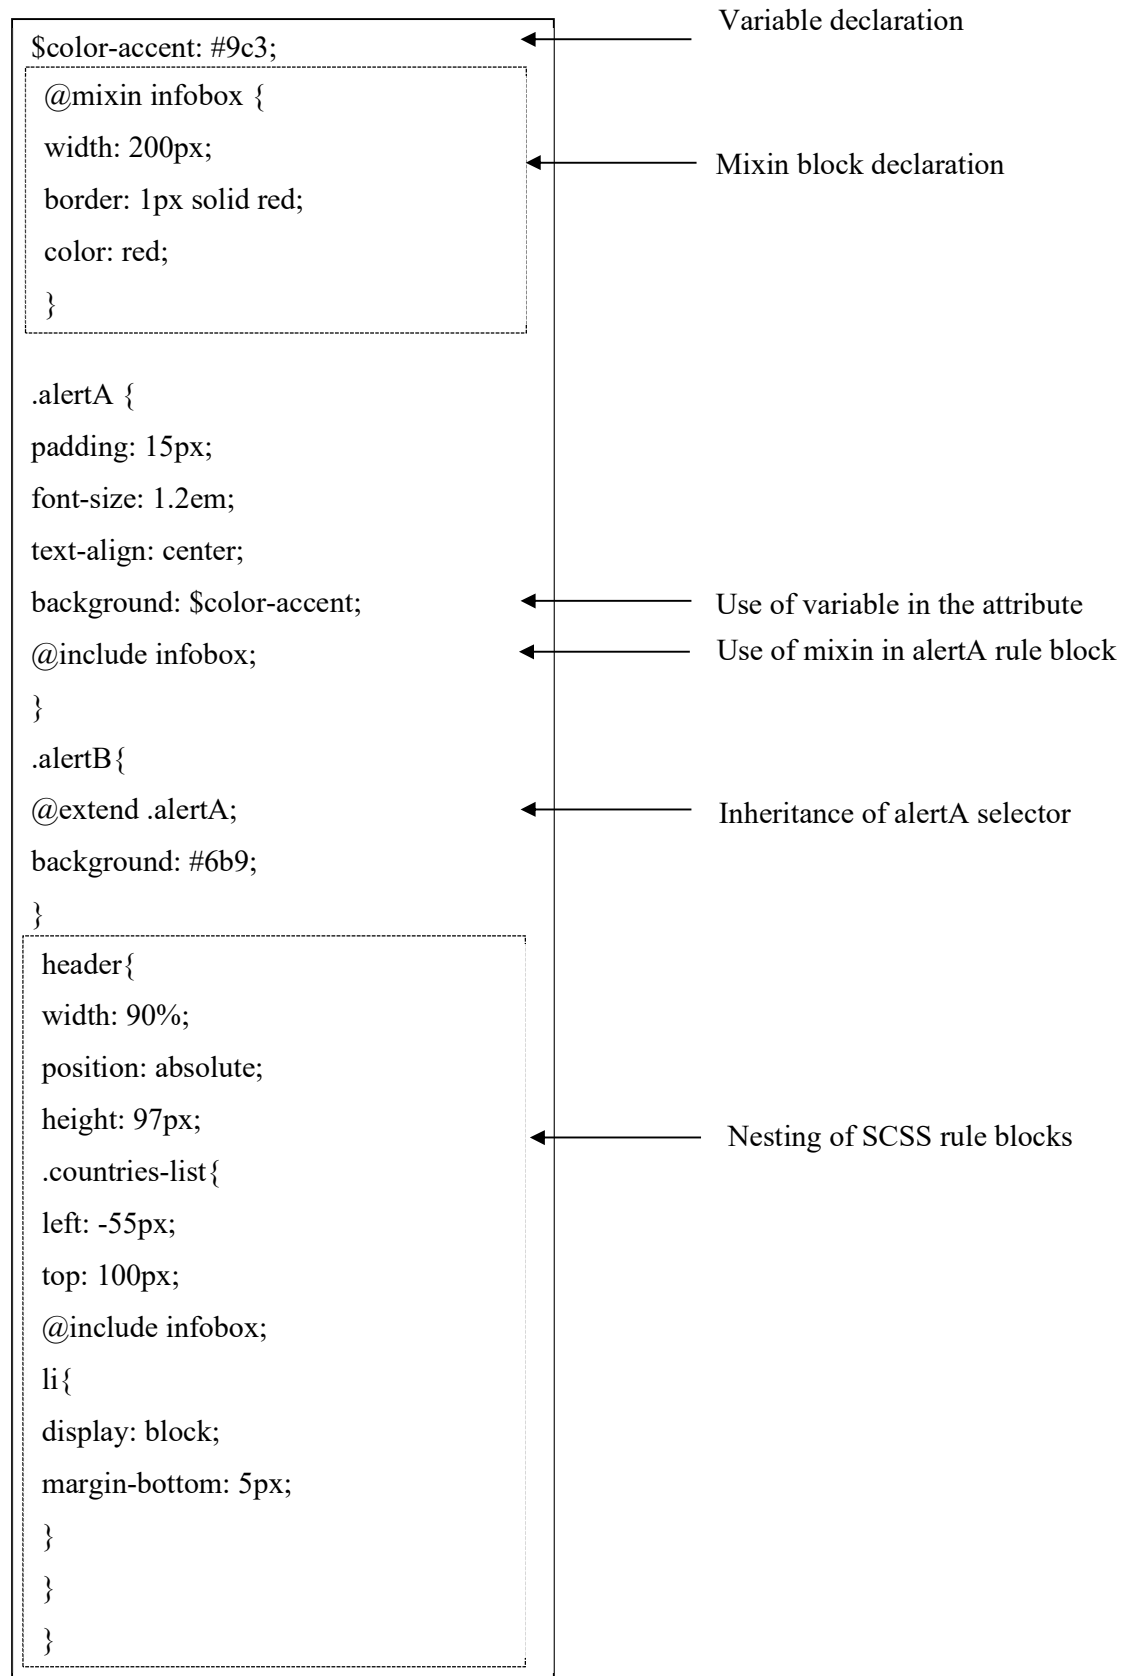 Variable declaration
$color-accent: #9c3;
@mixin infobox {
width: 200px;
Mixin block declaration
border: 1px solid red;
color: red;
}
.alertA {
padding: 15px;
font-size: 1.2em;
text-align: center;
background: $color-accent;
Use of variable in the attribute
@include infobox;
Use of mixin in alertA rule block
}
.alertB{
@extend .alertA;
Inheritance of alertA selector
background: #6b9;
}
header{
width: 90%;
position: absolute;
height: 97px;
Nesting of SCSS rule blocks
.countries-list{
left: -55px;
top: 100px;
@include infobox;
li{
display: block;
margin-bottom: 5px;
}
}
}